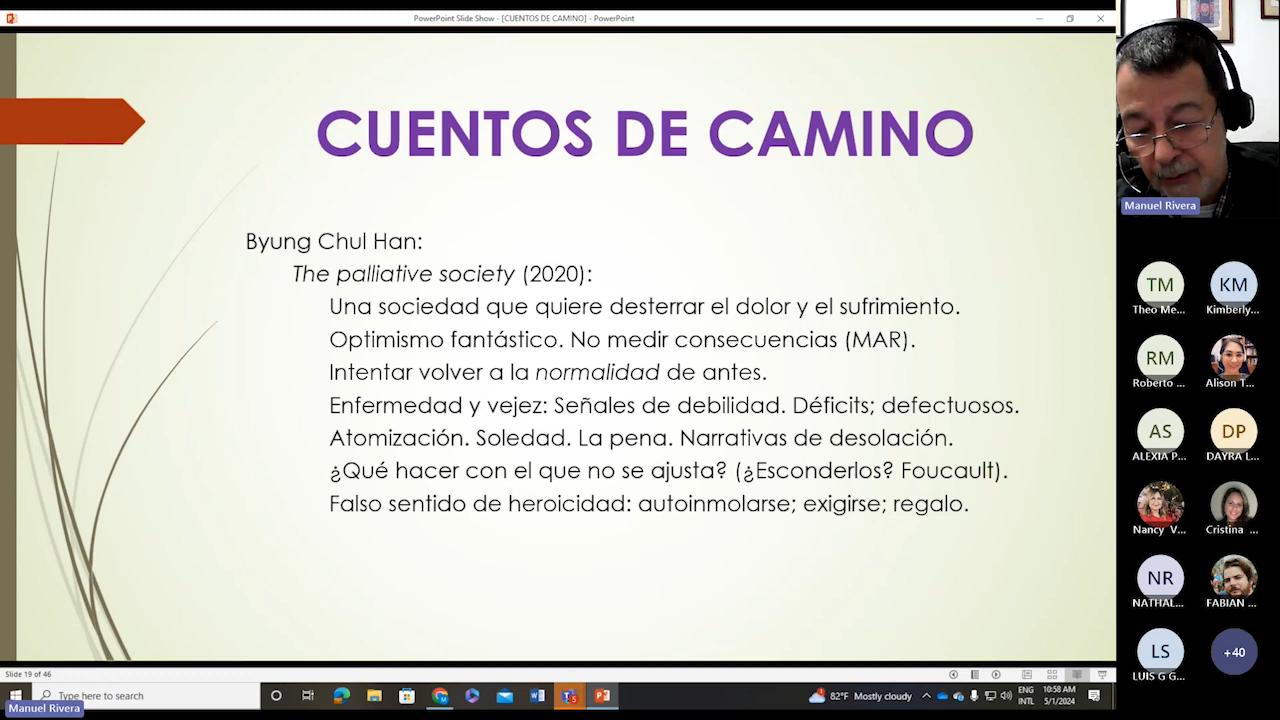 PowerPoint Slide Show - [CUENTOS DE CAMINO] - PowerPoint
CUENTOS DE CAMINO
Byung Chul Han:
The palliative society (2020):
Una sociedad que quiere desterrar el dolor y el sufrimiento.
Optimismo fantástico. No medir consecuencias (MAR).
Intentar volver a la normalidad de antes.
Enfermedad y vejez: Señales de debilidad. Déficits; defectuosos.
Atomización. Soledad. La pena. Narrativas de desolación.
¿Qué hacer con el que no se ajusta? (¿Esconderlos? Foucault).
Falso sentido de heroicidad: autoinmolarse; exigirse; regalo.
Manuel Rivera
TM
Theo Me...
KM
Kimberly...
RM
Roberto ...
Alison T...
AS
ALEXIA P...
DP
DAYRA L...
Nancy V...
Cristina ...
NR
NATHAL...
FABIAN ...
LS
LUIS G G...
+40
Slide 19 of 46
Type here to search
82°F Mostly cloudy
ENG
INTL
10:58 AM
5/1/2024
Manuel Rivera